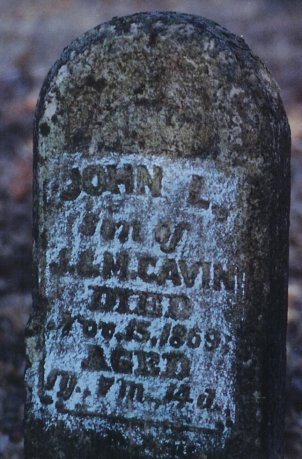 JOHN L.
Son of
J. & M. CAVIN
DIED
Nov. 15, 1869;
AGED
1y. 7m. 14d.